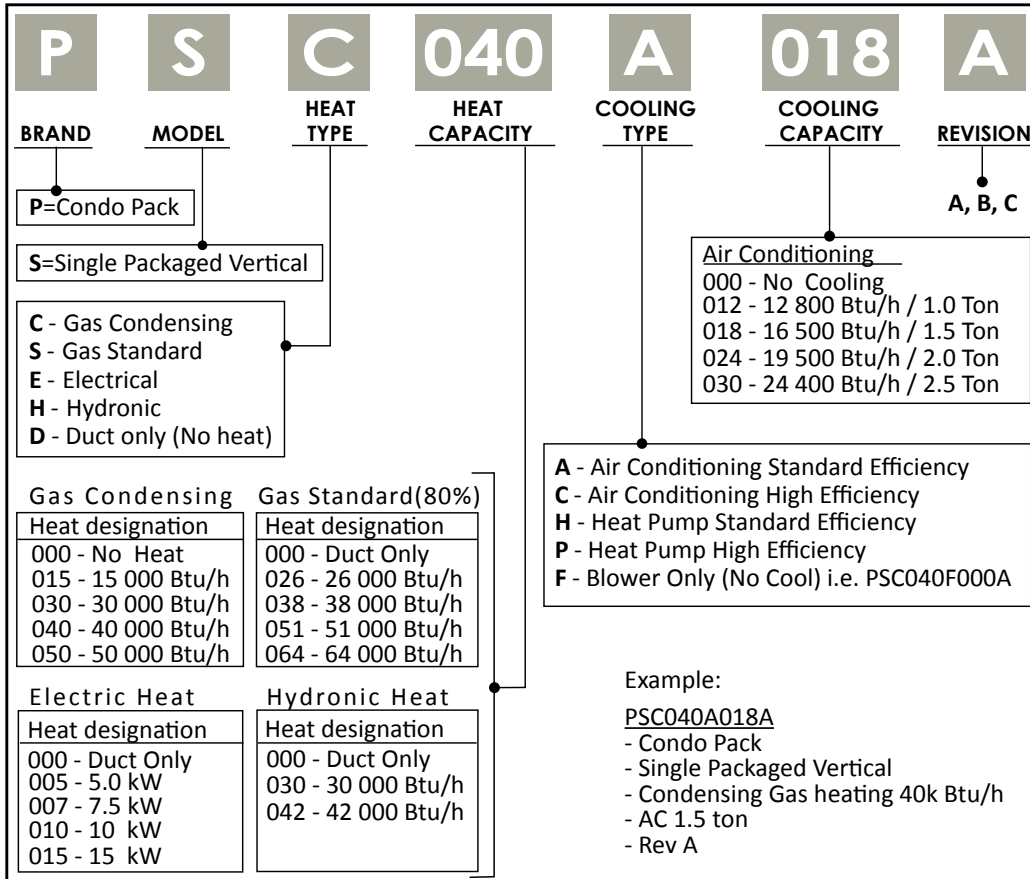 P S C 040 A 018 A
BRAND
MODEL
HEAT
TYPE
HEAT
CAPACITY
COOLING
TYPE
COOLING
CAPACITY
REVISION
P=Condo Pack
A, B, C
S=Single Packaged Vertical
Air Conditioning
000 - No Cooling
012 - 12 800 Btu/h / 1.0 Ton
018 - 16 500 Btu/h / 1.5 Ton
024 - 19 500 Btu/h / 2.0 Ton
030 - 24 400 Btu/h / 2.5 Ton
C - Gas Condensing
S - Gas Standard
E - Electrical
H - Hydronic
D - Duct only (No heat)
A - Air Conditioning Standard Efficiency
C - Air Conditioning High Efficiency
H - Heat Pump Standard Efficiency
P - Heat Pump High Efficiency
F - Blower Only (No Cool) i.e. PSC040F000A
Gas Condensing
Heat designation
000 - No Heat
015 - 15 000 Btu/h
030 - 30 000 Btu/h
040 - 40 000 Btu/h
050 - 50 000 Btu/h
Gas Standard(80%)
Heat designation
000 - Duct Only
026 - 26 000 Btu/h
038 - 38 000 Btu/h
051 - 51 000 Btu/h
064 - 64 000 Btu/h
Electric Heat
Heat designation
000 - Duct Only
005 - 5.0 kW
007 - 7.5 kW
010 - 10 kW
015 - 15 kW
Hydronic Heat
Heat designation
000 - Duct Only
030 - 30 000 Btu/h
042 - 42 000 Btu/h
Example:
PSC040A018A
- Condo Pack
- Single Packaged Vertical
- Condensing Gas heating 40k Btu/h
- AC 1.5 ton
- Rev A